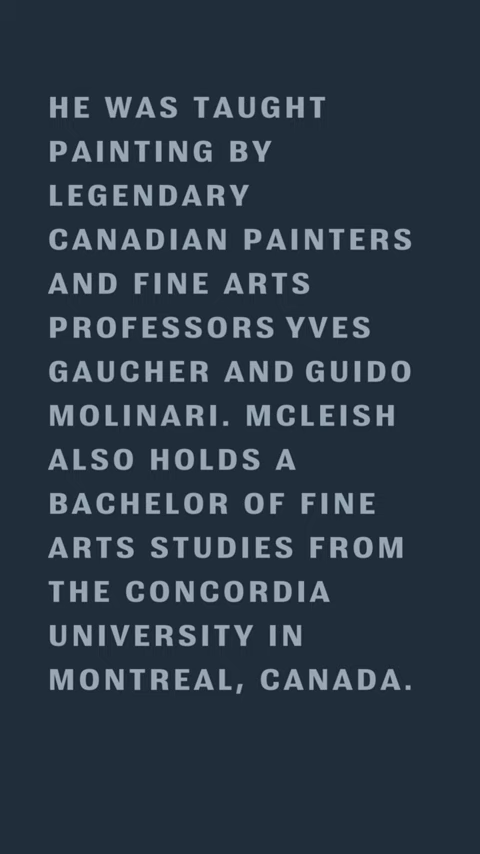 HE WAS TAUGHT
PAINTING BY
LEGENDARY
CANADIAN PAINTERS
AND FINE ARTS
PROFESSORS YVES
GAUCHER AND GUIDO
MOLINARI. MCLEISH
ALSO HOLDS A
BACHELOR OF FINE
ARTS STUDIES FROM
THE CONCORDIA
UNIVERSITY IN
MONTREAL, CANADA.